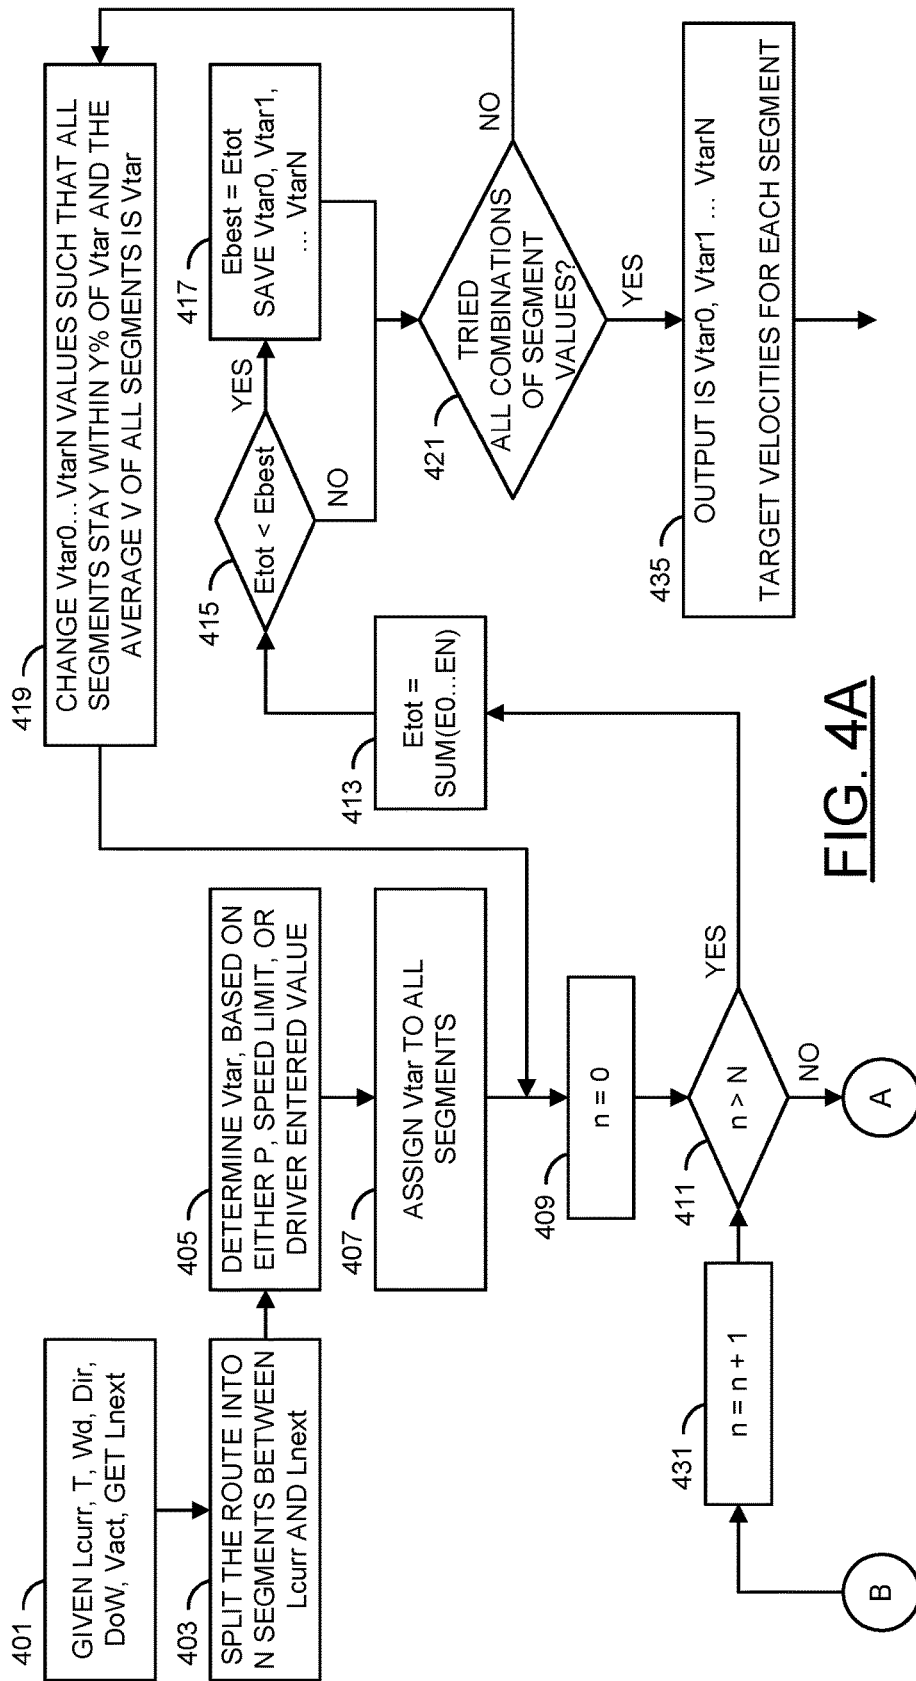 401
GIVEN Lcurr, T, Wd, Dir,
DoW, Vact, GET Lnext
403
SPLIT THE ROUTE INTO
N SEGMENTS BETWEEN
Lcurr AND Lnext
405
DETERMINE Vtar, BASED ON
EITHER P, SPEED LIMIT, OR
DRIVER ENTERED VALUE
407
ASSIGN Vtar TO ALL
SEGMENTS
409
n = 0
411
n > N
YES
NO
A
B
431
n = n + 1
413
Etot =
SUM(E0...EN)
415
Etot < Ebest
YES
NO
417
Ebest = Etot
SAVE Vtar0, Vtar1,
... VtarN
419
CHANGE Vtar0...VtarN VALUES SUCH THAT ALL
SEGMENTS STAY WITHIN Y% OF Vtar AND THE
AVERAGE V OF ALL SEGMENTS IS Vtar
421
TRIED
ALL COMBINATIONS
OF SEGMENT
VALUES?
NO
YES
435
OUTPUT IS Vtar0, Vtar1 ... VtarN
TARGET VELOCITIES FOR EACH SEGMENT
FIG. 4A